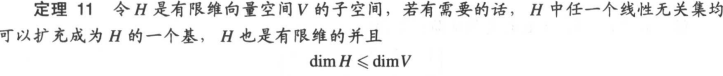 定理 11 令 H 是有限维向量空间 V 的子空间，若有需要的话，H 中任一个线性无关集均
可以扩充成为 H 的一个基，H 也是有限维的并且
dim H ⩽ dim V